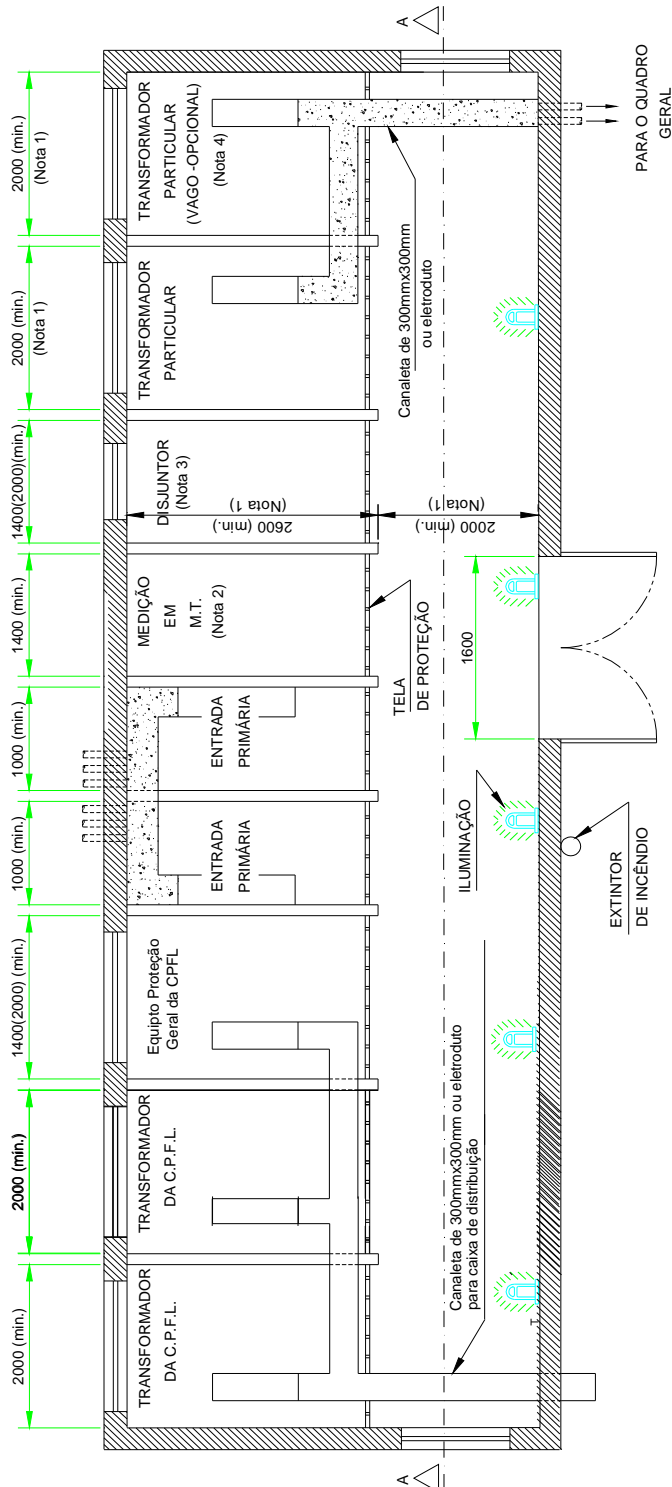 A
2000 (min.)
(Nota 1)
2000 (min.)
(Nota 1)
1400(2000)(min.)
1400 (min.)
1000 (min.)
1000 (min.)
1400(2000) (min.)
2000 (min.)
2000 (min.)
TRANSFORMADOR
PARTICULAR
(VAGO -OPCIONAL)
(Nota 4)
TRANSFORMADOR
PARTICULAR
DISJUNTOR
(Nota 3)
MEDIÇÃO
EM
M.T.
(Nota 2)
ENTRADA
PRIMÁRIA
ENTRADA
PRIMÁRIA
Equipto Proteção
Geral da CPFL
TRANSFORMADOR
DA C.P.F.L.
TRANSFORMADOR
DA C.P.F.L.
2600 (min.)
(Nota 1)
2000 (min.)
(Nota 1)
Canaleta de 300mmx300mm
ou eletroduto
TELA
DE PROTEÇÃO
1600
ILUMINAÇÃO
Canaleta de 300mmx300mm ou eletroduto
para caixa de distribuição
EXTINTOR
DE INCÊNDIO
PARA O QUADRO
GERAL
A